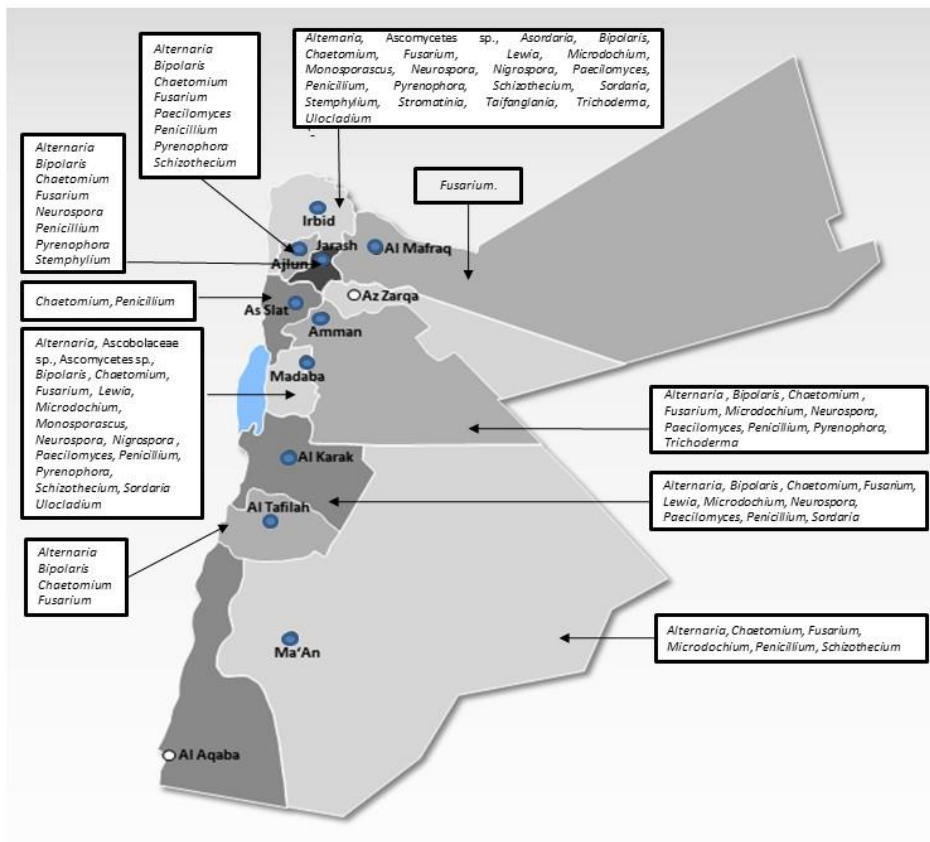 Alternaria
Bipolaris
Chaetomium
Fusarium
Paecilomyces
Penicillium
Pyrenophora
Schizothecium
Alternaria, Ascomycetes sp., Asordaria, Bipolaris,
Chaetomium, Fusarium, Lewia, Microdochium,
Monosporascus, Neurospora, Nigrospora, Paecilomyces,
Penicillium, Pyrenophora, Schizothecium, Sordaria,
Stemphylium, Stromatinia, Taifanglania, Trichoderma,
Ulocladium
Alternaria
Bipolaris
Chaetomium
Fusarium
Neurospora
Penicillium
Pyrenophora
Stemphylium
Fusarium.
Irbid
Jarash
Al Mafraq
Ajlun
Chaetomium, Penicillium
As Slat
Az Zarqa
Amman
Alternaria, Ascobolaceae
sp., Ascomycetes sp.,
Bipolaris, Chaetomium,
Fusarium, Lewia,
Microdochium,
Monosporascus,
Neurospora, Nigrospora,
Paecilomyces, Penicillium,
Pyrenophora,
Schizothecium, Sordaria
Ulocladium
Madaba
Alternaria, Bipolaris, Chaetomium,
Fusarium, Microdochium, Neurospora,
Paecilomyces, Penicillium, Pyrenophora,
Trichoderma
Al Karak
Alternaria, Bipolaris, Chaetomium, Fusarium,
Lewia, Microdochium, Neurospora,
Paecilomyces, Penicillium, Sordaria
Al Tafilah
Alternaria
Bipolaris
Chaetomium
Fusarium
Alternaria, Chaetomium, Fusarium,
Microdochium, Penicillium, Schizothecium
Ma'An
Al Aqaba